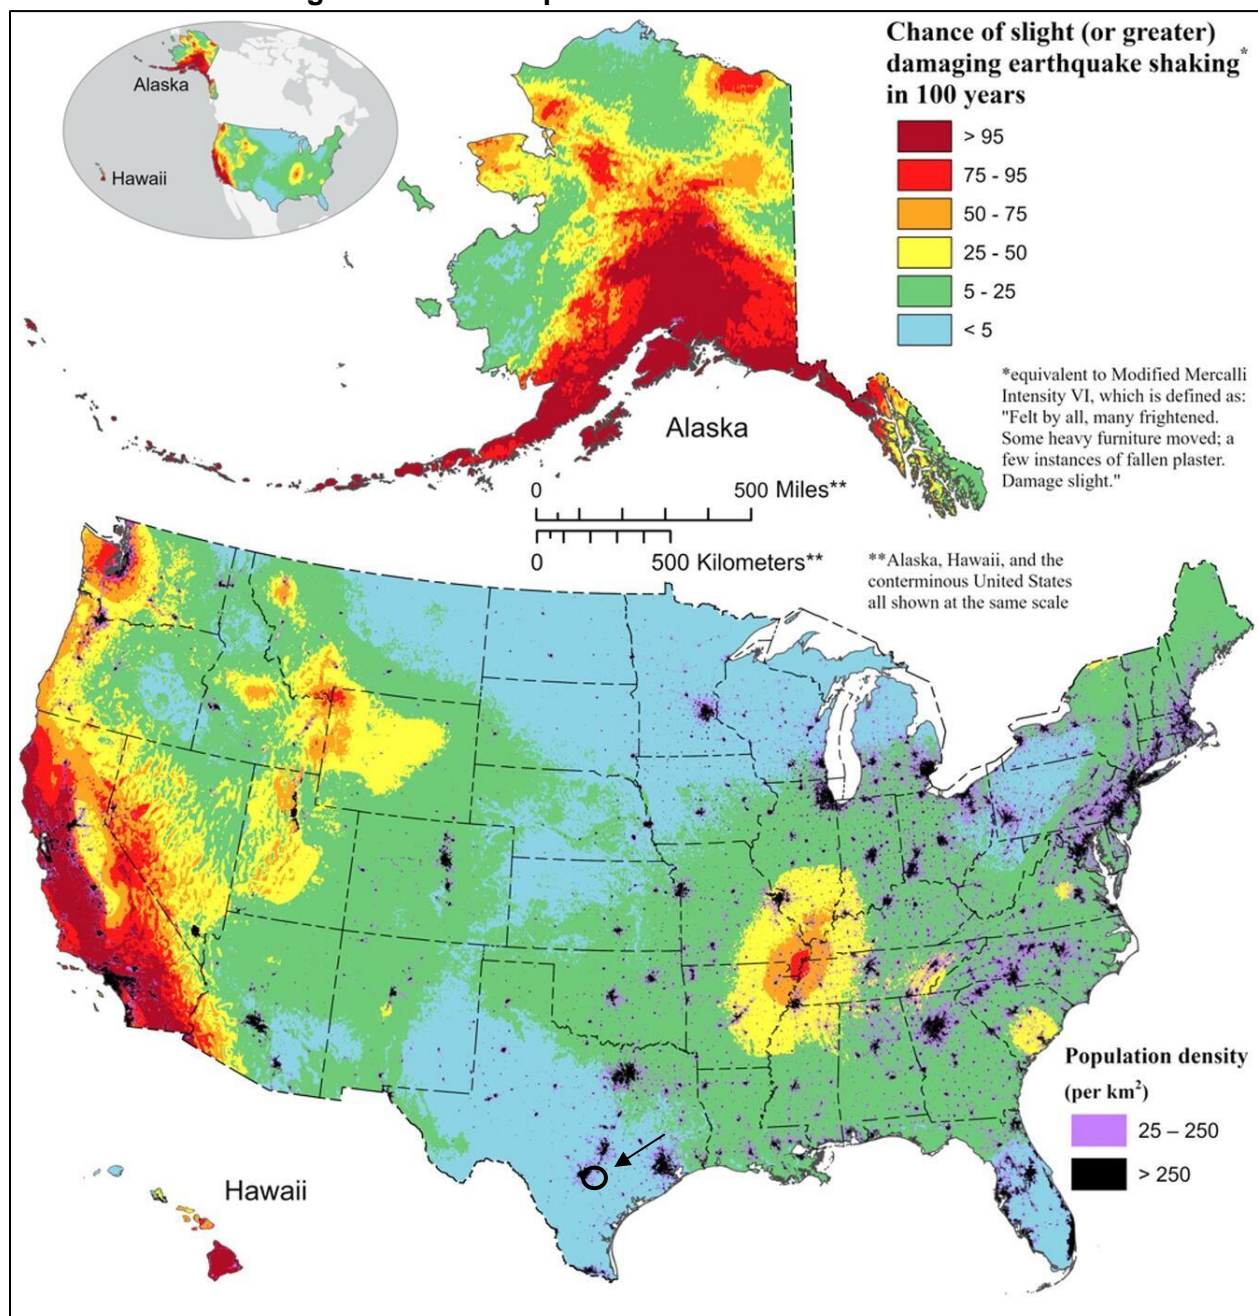 Alaska
Hawaii
Chance of slight (or greater)
damaging earthquake shaking*
in 100 years
> 95
75 - 95
50 - 75
25 - 50
5 - 25
< 5
*equivalent to Modified Mercalli
Intensity VI, which is defined as:
"Felt by all, many frightened.
Some heavy furniture moved; a
few instances of fallen plaster.
Damage slight."
Alaska
0 500 Miles**
0 500 Kilometers**
**Alaska, Hawaii, and the
conterminous United States
all shown at the same scale
Population density
(per km²)
25 – 250
> 250
Hawaii